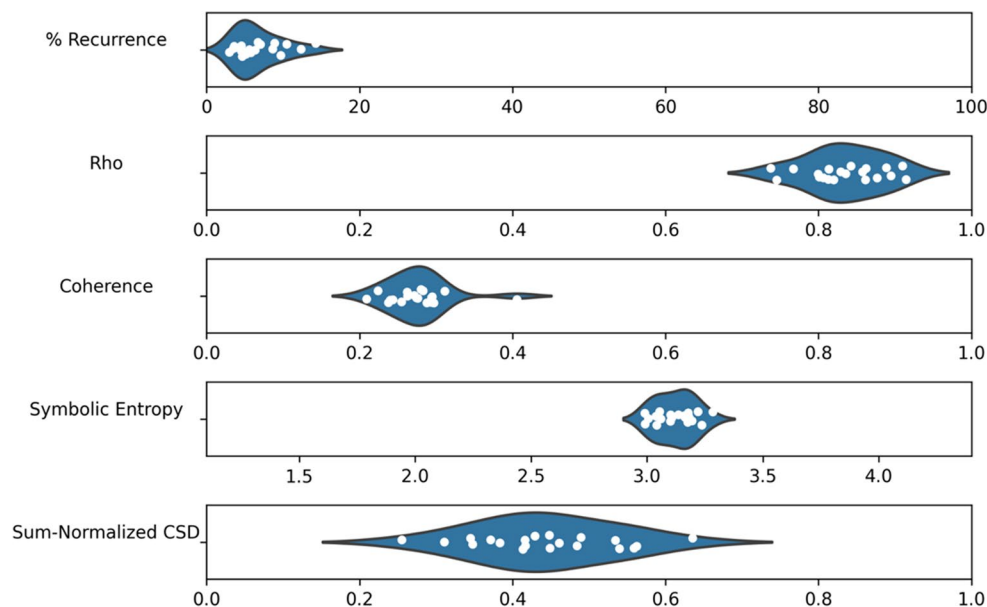 % Recurrence
0 20 40 60 80 100
Rho
0.0 0.2 0.4 0.6 0.8 1.0
Coherence
0.0 0.2 0.4 0.6 0.8 1.0
Symbolic Entropy
1.5 2.0 2.5 3.0 3.5 4.0
Sum-Normalized CSD
0.0 0.2 0.4 0.6 0.8 1.0